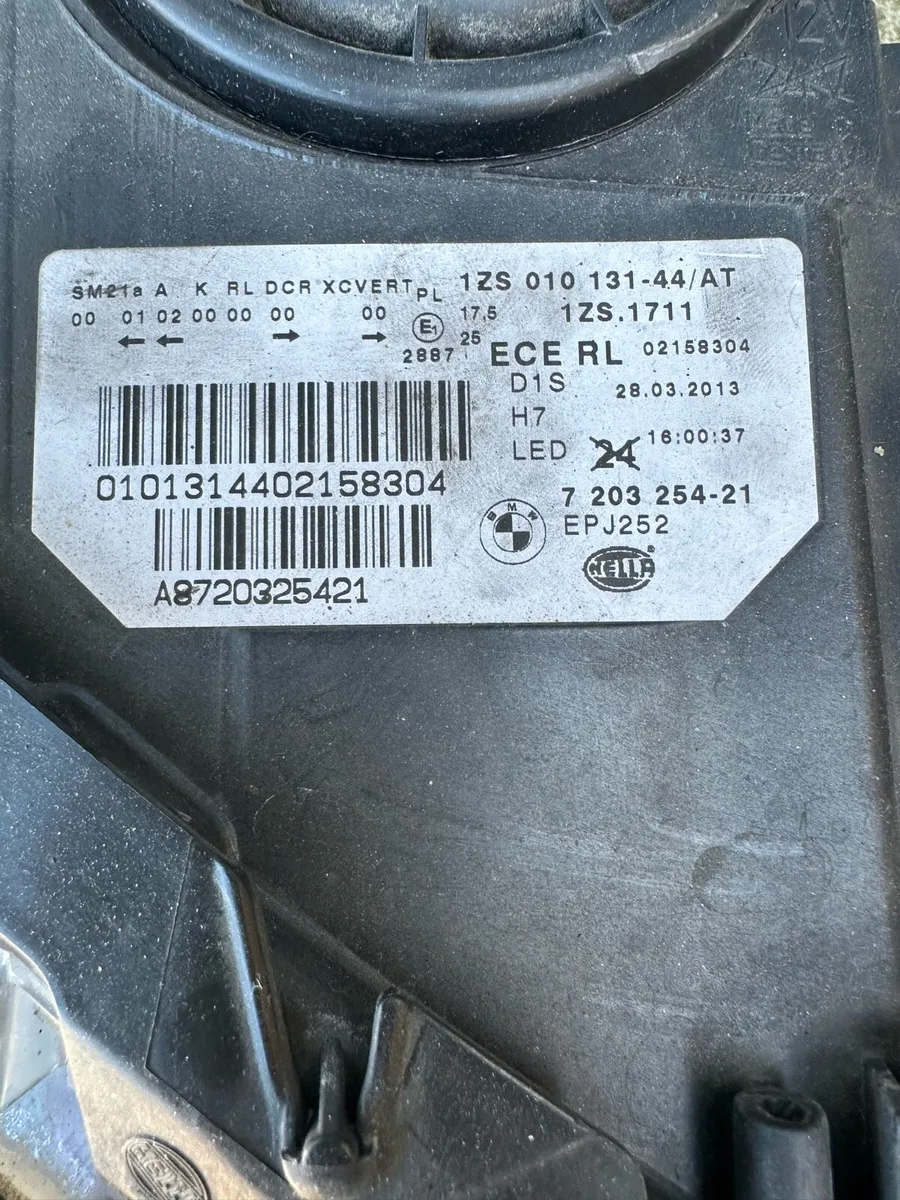 SM21a A K RL DCR XCVERT PL 1ZS 010 131-44/AT
00 01 02 00 00 00 00 E1 17,5 1ZS.1711
← ← → → 2887 25 ECE RL 02158304
D1S 28.03.2013
H7
LED 24 16:00:37
0101314402158304
7 203 254-21
BMW EPJ252
HELLA®
A8720325421
HELLA